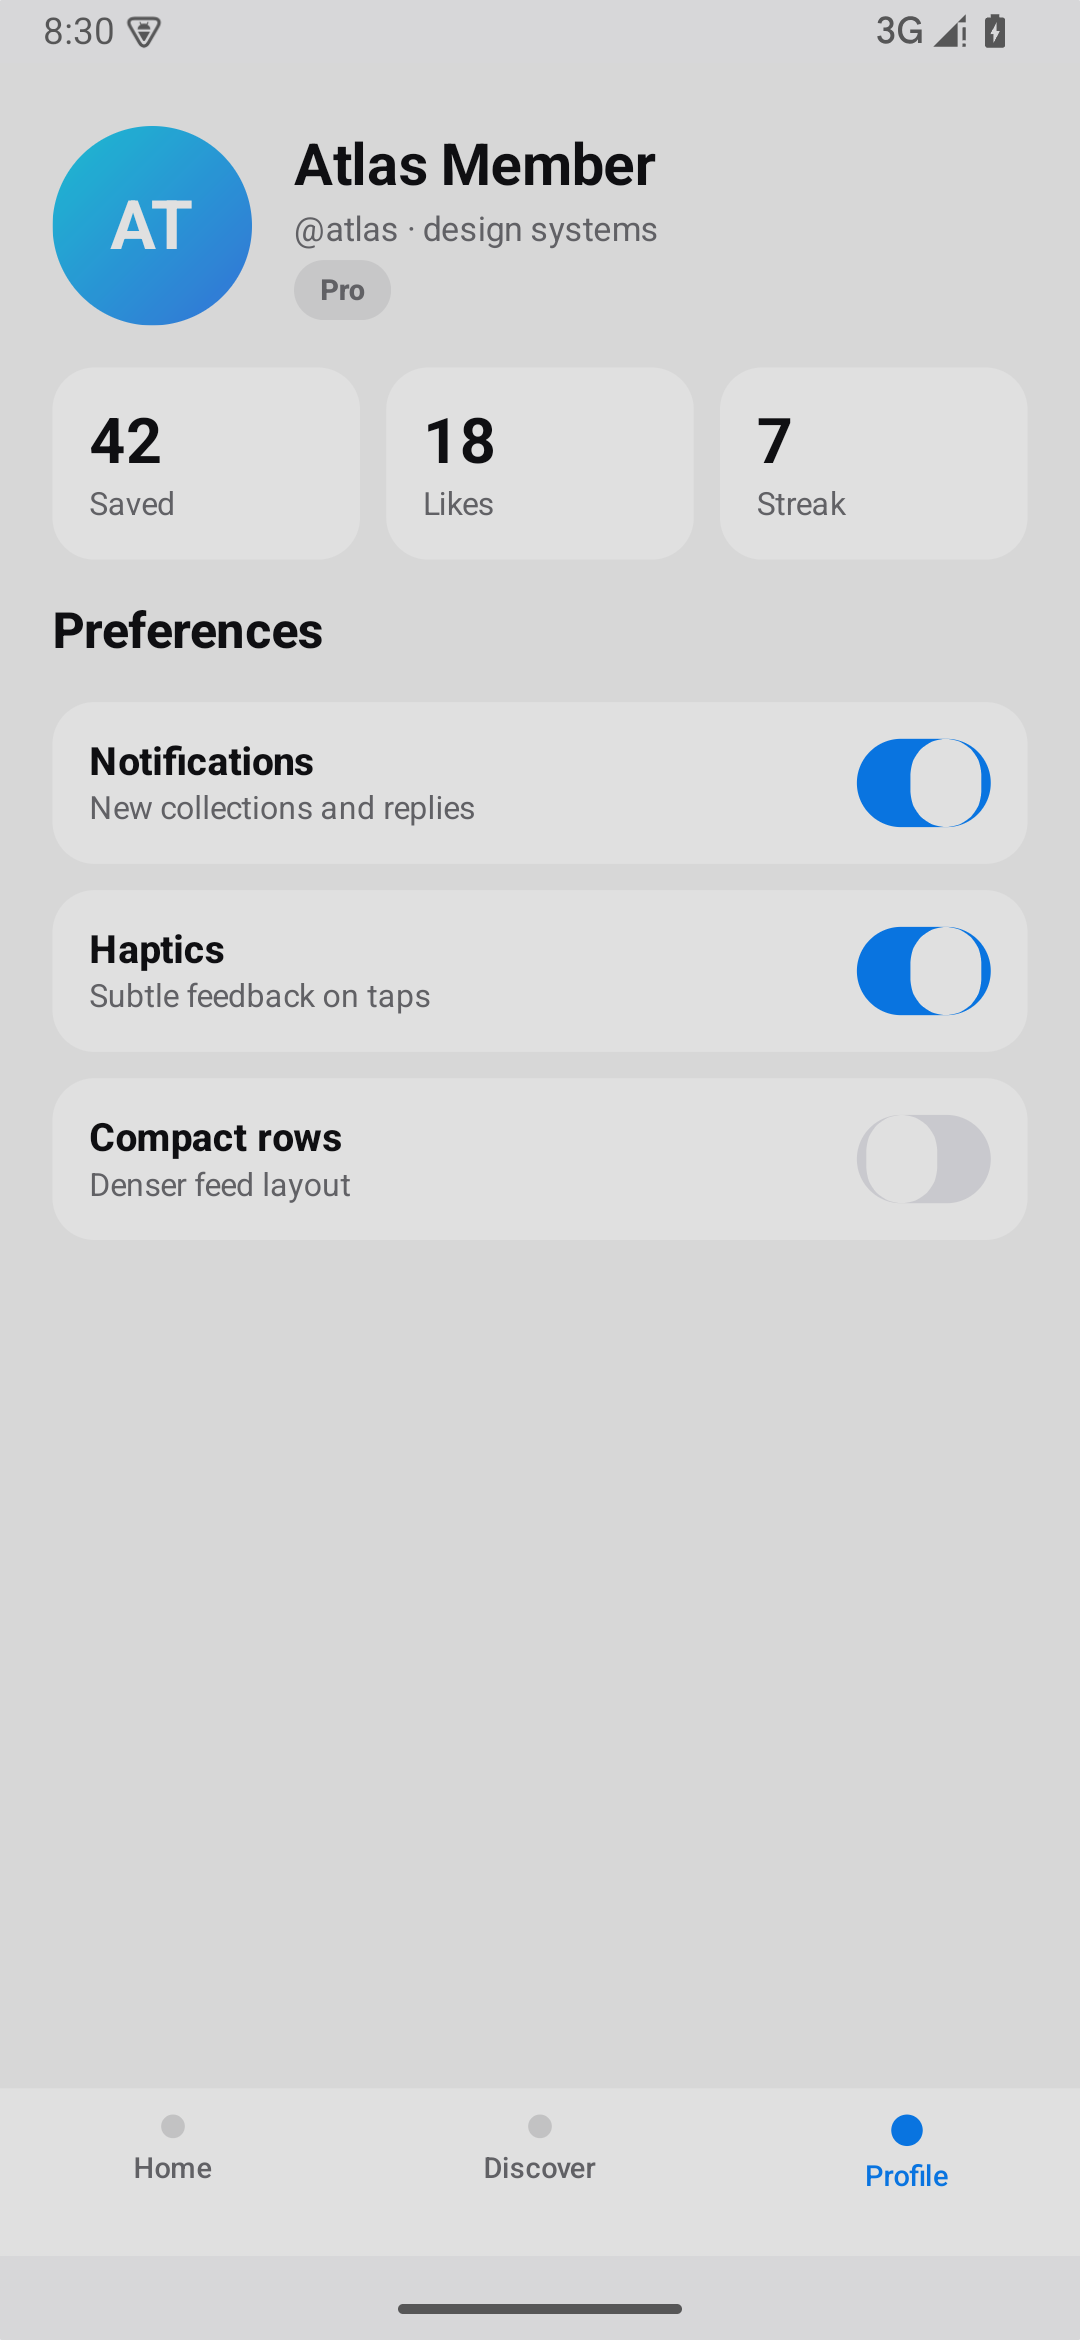 8:30
3G
AT
Atlas Member
@atlas · design systems
Pro
42
Saved
18
Likes
7
Streak
Preferences
Notifications
New collections and replies
Haptics
Subtle feedback on taps
Compact rows
Denser feed layout
Home
Discover
Profile